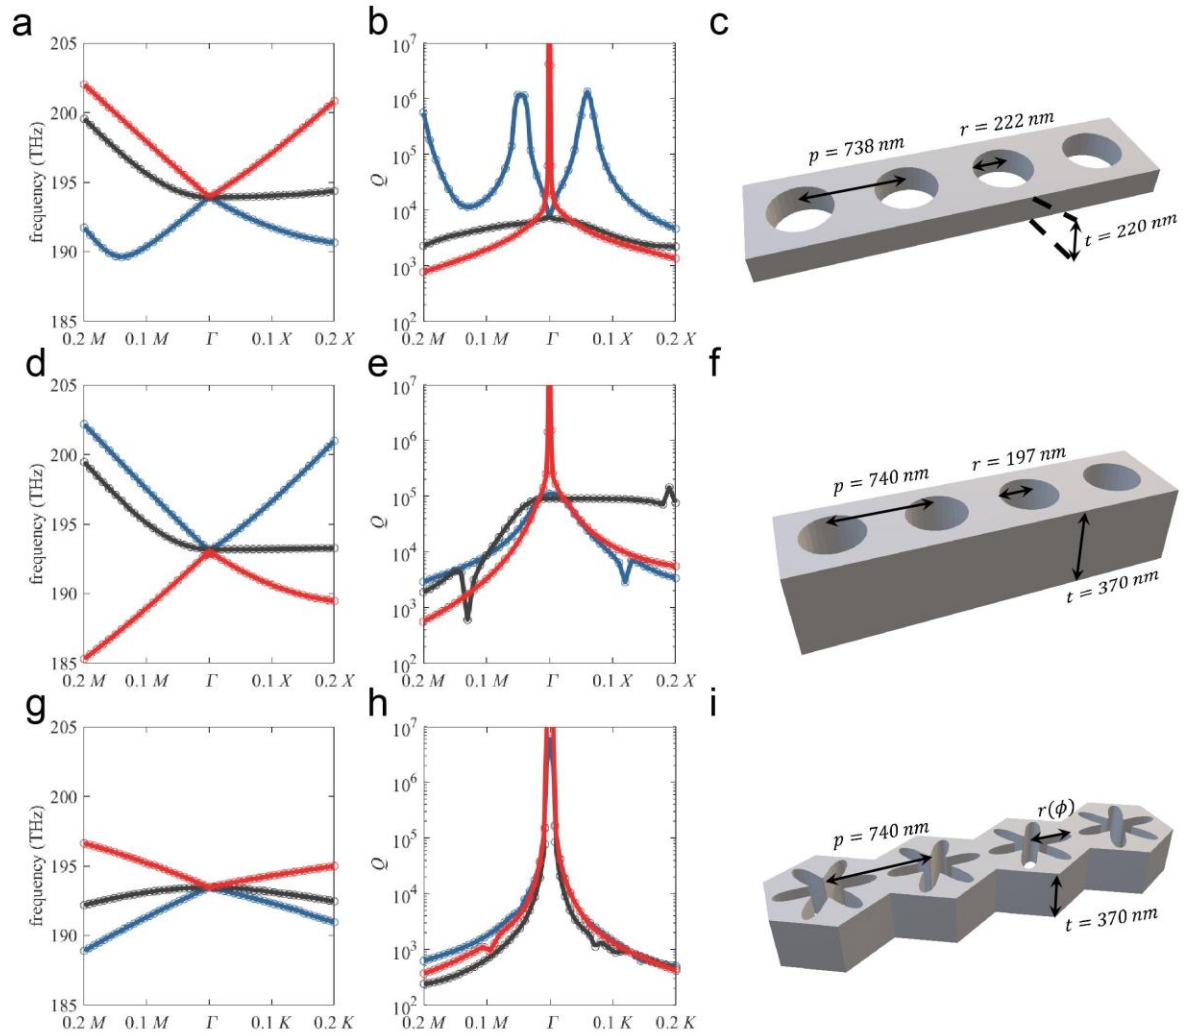 a
205
200
195
190
185
frequency (THz)
0.2 M 0.1 M Γ 0.1 X 0.2 X
b
10^7
10^6
10^5
10^4
10^3
10^2
Q
0.2 M 0.1 M Γ 0.1 X 0.2 X
c
p = 738 nm
r = 222 nm
t = 220 nm
d
205
200
195
190
185
frequency (THz)
0.2 M 0.1 M Γ 0.1 X 0.2 X
e
10^7
10^6
10^5
10^4
10^3
10^2
Q
0.2 M 0.1 M Γ 0.1 X 0.2 X
f
p = 740 nm
r = 197 nm
t = 370 nm
g
205
200
195
190
185
frequency (THz)
0.2 M 0.1 M Γ 0.1 K 0.2 K
h
10^7
10^6
10^5
10^4
10^3
10^2
Q
0.2 M 0.1 M Γ 0.1 K 0.2 K
i
p = 740 nm
r(ϕ)
t = 370 nm